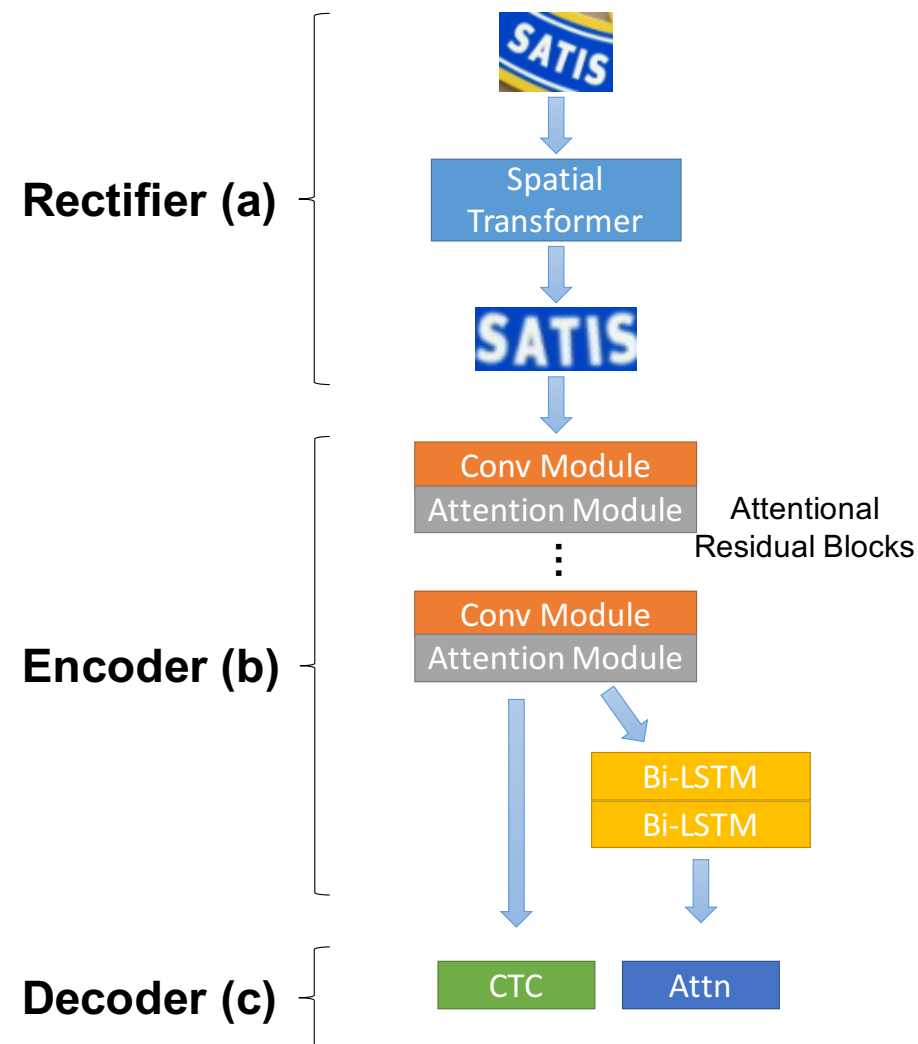 SATIS
Rectifier (a)
Spatial
Transformer
SATIS
Conv Module
Attention Module
Attentional
Residual Blocks
⋮
Conv Module
Attention Module
Encoder (b)
Bi-LSTM
Bi-LSTM
Decoder (c)
CTC
Attn